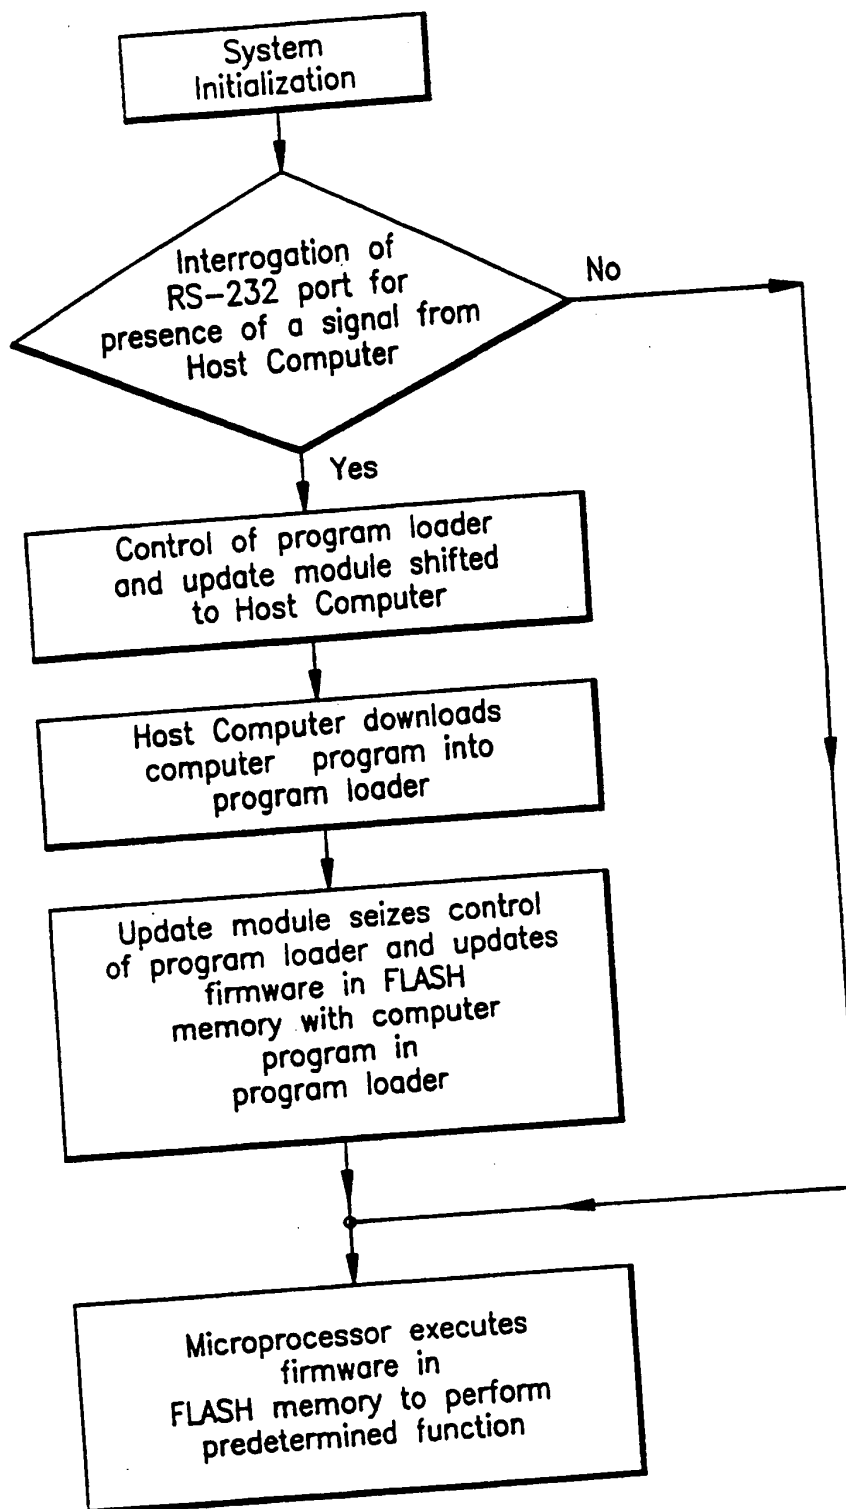 System
Initialization
Interrogation of
RS-232 port for
presence of a signal from
Host Computer
No
Yes
Control of program loader
and update module shifted
to Host Computer
Host Computer downloads
computer program into
program loader
Update module seizes control
of program loader and updates
firmware in FLASH
memory with computer
program in
program loader
Microprocessor executes
firmware in
FLASH memory to perform
predetermined function